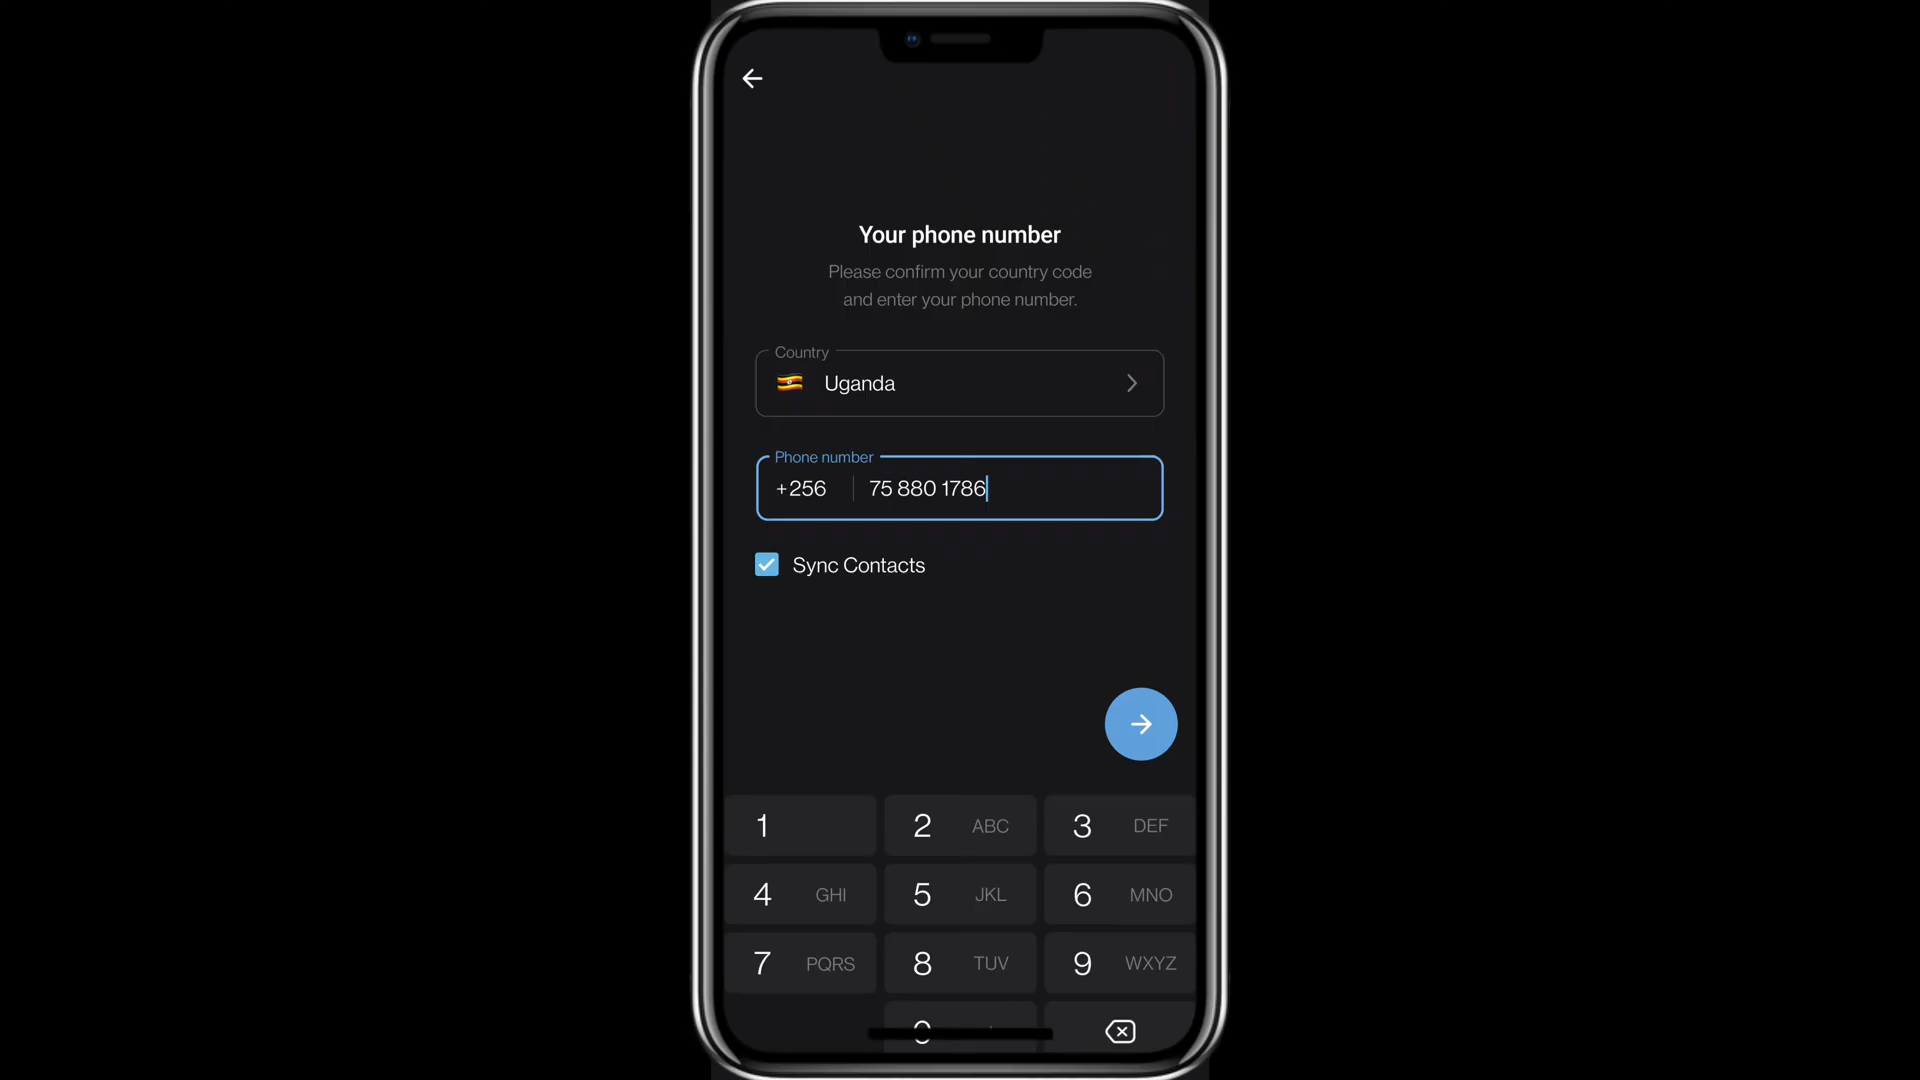 Your phone number
Please confirm your country code
and enter your phone number.
Country
Uganda
Phone number
+256 75 880 1786
Sync Contacts
1
2 ABC
3 DEF
4 GHI
5 JKL
6 MNO
7 PQRS
8 TUV
9 WXYZ
0